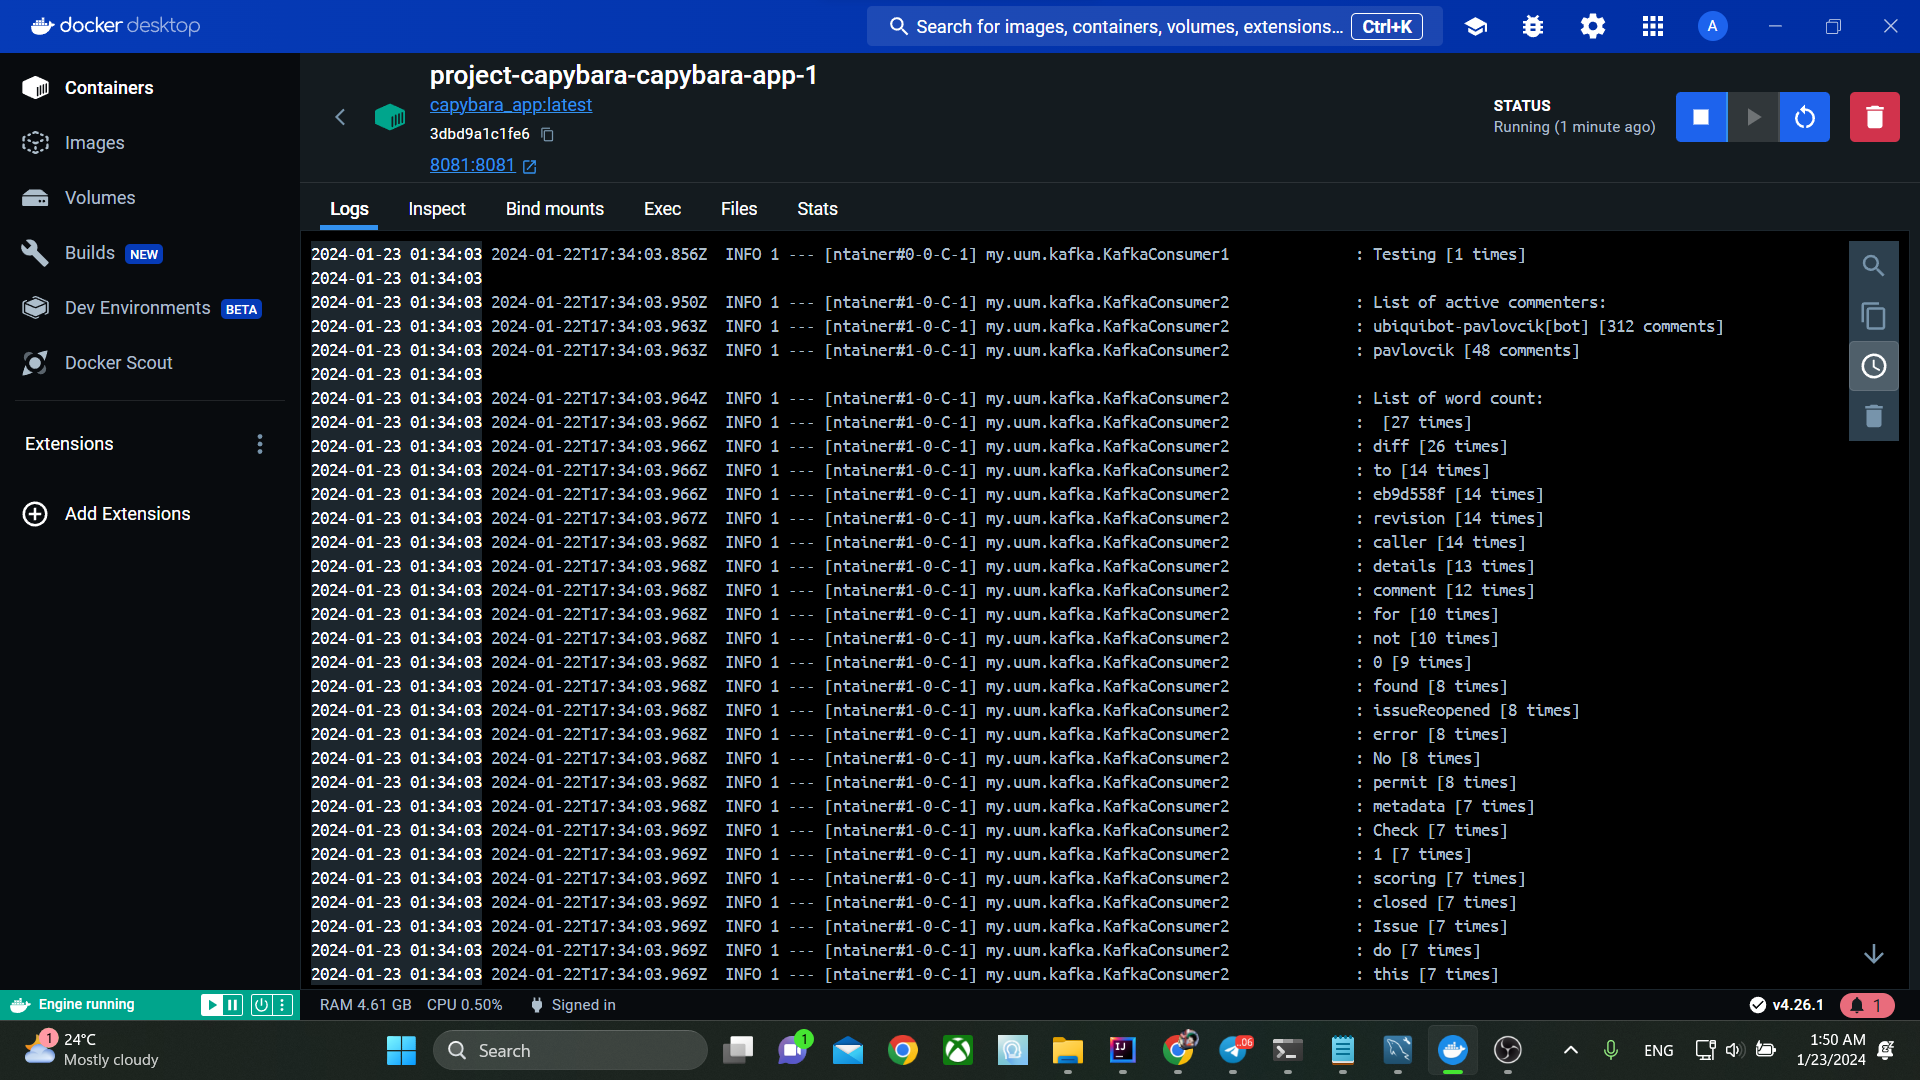 docker desktop
Search for images, containers, volumes, extensions... Ctrl+K
A
Containers
Images
Volumes
Builds NEW
Dev Environments BETA
Docker Scout
Extensions
Add Extensions
project-capybara-capybara-app-1
capybara_app:latest
3dbd9a1c1fe6
8081:8081
STATUS
Running (1 minute ago)
Logs Inspect Bind mounts Exec Files Stats
2024-01-23 01:34:03 2024-01-22T17:34:03.856Z INFO 1 --- [ntainer#0-0-C-1] my.uum.kafka.KafkaConsumer1 : Testing [1 times]
2024-01-23 01:34:03
2024-01-23 01:34:03 2024-01-22T17:34:03.950Z INFO 1 --- [ntainer#1-0-C-1] my.uum.kafka.KafkaConsumer2 : List of active commenters:
2024-01-23 01:34:03 2024-01-22T17:34:03.963Z INFO 1 --- [ntainer#1-0-C-1] my.uum.kafka.KafkaConsumer2 : ubiquibot-pavlovcik[bot] [312 comments]
2024-01-23 01:34:03 2024-01-22T17:34:03.963Z INFO 1 --- [ntainer#1-0-C-1] my.uum.kafka.KafkaConsumer2 : pavlovcik [48 comments]
2024-01-23 01:34:03
2024-01-23 01:34:03 2024-01-22T17:34:03.964Z INFO 1 --- [ntainer#1-0-C-1] my.uum.kafka.KafkaConsumer2 : List of word count:
2024-01-23 01:34:03 2024-01-22T17:34:03.966Z INFO 1 --- [ntainer#1-0-C-1] my.uum.kafka.KafkaConsumer2 : [27 times]
2024-01-23 01:34:03 2024-01-22T17:34:03.966Z INFO 1 --- [ntainer#1-0-C-1] my.uum.kafka.KafkaConsumer2 : diff [26 times]
2024-01-23 01:34:03 2024-01-22T17:34:03.966Z INFO 1 --- [ntainer#1-0-C-1] my.uum.kafka.KafkaConsumer2 : to [14 times]
2024-01-23 01:34:03 2024-01-22T17:34:03.966Z INFO 1 --- [ntainer#1-0-C-1] my.uum.kafka.KafkaConsumer2 : eb9d558f [14 times]
2024-01-23 01:34:03 2024-01-22T17:34:03.967Z INFO 1 --- [ntainer#1-0-C-1] my.uum.kafka.KafkaConsumer2 : revision [14 times]
2024-01-23 01:34:03 2024-01-22T17:34:03.968Z INFO 1 --- [ntainer#1-0-C-1] my.uum.kafka.KafkaConsumer2 : caller [14 times]
2024-01-23 01:34:03 2024-01-22T17:34:03.968Z INFO 1 --- [ntainer#1-0-C-1] my.uum.kafka.KafkaConsumer2 : details [13 times]
2024-01-23 01:34:03 2024-01-22T17:34:03.968Z INFO 1 --- [ntainer#1-0-C-1] my.uum.kafka.KafkaConsumer2 : comment [12 times]
2024-01-23 01:34:03 2024-01-22T17:34:03.968Z INFO 1 --- [ntainer#1-0-C-1] my.uum.kafka.KafkaConsumer2 : for [10 times]
2024-01-23 01:34:03 2024-01-22T17:34:03.968Z INFO 1 --- [ntainer#1-0-C-1] my.uum.kafka.KafkaConsumer2 : not [10 times]
2024-01-23 01:34:03 2024-01-22T17:34:03.968Z INFO 1 --- [ntainer#1-0-C-1] my.uum.kafka.KafkaConsumer2 : 0 [9 times]
2024-01-23 01:34:03 2024-01-22T17:34:03.968Z INFO 1 --- [ntainer#1-0-C-1] my.uum.kafka.KafkaConsumer2 : found [8 times]
2024-01-23 01:34:03 2024-01-22T17:34:03.968Z INFO 1 --- [ntainer#1-0-C-1] my.uum.kafka.KafkaConsumer2 : issueReopened [8 times]
2024-01-23 01:34:03 2024-01-22T17:34:03.968Z INFO 1 --- [ntainer#1-0-C-1] my.uum.kafka.KafkaConsumer2 : error [8 times]
2024-01-23 01:34:03 2024-01-22T17:34:03.968Z INFO 1 --- [ntainer#1-0-C-1] my.uum.kafka.KafkaConsumer2 : No [8 times]
2024-01-23 01:34:03 2024-01-22T17:34:03.968Z INFO 1 --- [ntainer#1-0-C-1] my.uum.kafka.KafkaConsumer2 : permit [8 times]
2024-01-23 01:34:03 2024-01-22T17:34:03.968Z INFO 1 --- [ntainer#1-0-C-1] my.uum.kafka.KafkaConsumer2 : metadata [7 times]
2024-01-23 01:34:03 2024-01-22T17:34:03.969Z INFO 1 --- [ntainer#1-0-C-1] my.uum.kafka.KafkaConsumer2 : Check [7 times]
2024-01-23 01:34:03 2024-01-22T17:34:03.969Z INFO 1 --- [ntainer#1-0-C-1] my.uum.kafka.KafkaConsumer2 : 1 [7 times]
2024-01-23 01:34:03 2024-01-22T17:34:03.969Z INFO 1 --- [ntainer#1-0-C-1] my.uum.kafka.KafkaConsumer2 : scoring [7 times]
2024-01-23 01:34:03 2024-01-22T17:34:03.969Z INFO 1 --- [ntainer#1-0-C-1] my.uum.kafka.KafkaConsumer2 : closed [7 times]
2024-01-23 01:34:03 2024-01-22T17:34:03.969Z INFO 1 --- [ntainer#1-0-C-1] my.uum.kafka.KafkaConsumer2 : Issue [7 times]
2024-01-23 01:34:03 2024-01-22T17:34:03.969Z INFO 1 --- [ntainer#1-0-C-1] my.uum.kafka.KafkaConsumer2 : do [7 times]
2024-01-23 01:34:03 2024-01-22T17:34:03.969Z INFO 1 --- [ntainer#1-0-C-1] my.uum.kafka.KafkaConsumer2 : this [7 times]
Engine running
RAM 4.61 GB CPU 0.50% Signed in
v4.26.1 1
1 24°C
Mostly cloudy
Search
1
IJ
.06
ENG
1:50 AM
1/23/2024